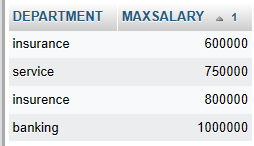 DEPARTMENT MAXSALARY 1
insurance 600000
service 750000
insurence 800000
banking 1000000